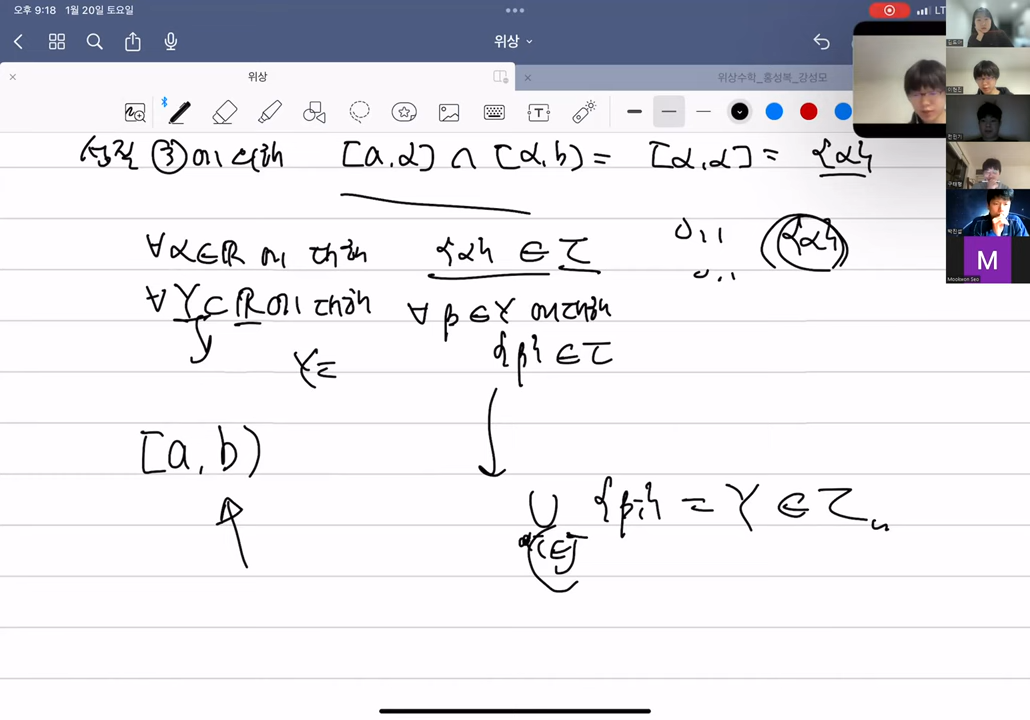 오후 9:18 1월 20일 토요일
위상
위상
위상수학_홍성복_강성모
성질 ③에 의해 [a,α] ∩ [α,b) = [α,α] = {α}
∀α∈ℝ 에 대해 {α} ∈ τ {α}
∀Y⊂ℝ에 대해 ∀β∈Y 에 대해
{β} ∈ τ
Y=
[a,b)
∪ {βi} = Y ∈ τ
i∈J
M
Mookwon Seo